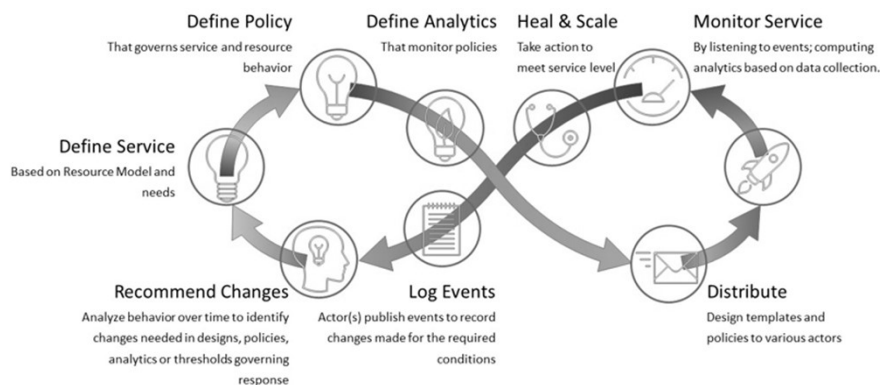 Define Policy
That governs service and resource
behavior
Define Analytics
That monitor policies
Heal & Scale
Take action to
meet service level
Monitor Service
By listening to events; computing
analytics based on data collection.
Define Service
Based on Resource Model and
needs
Recommend Changes
Analyze behavior over time to identify
changes needed in designs, policies,
analytics or thresholds governing
response
Log Events
Actor(s) publish events to record
changes made for the required
conditions
Distribute
Design templates and
policies to various actors